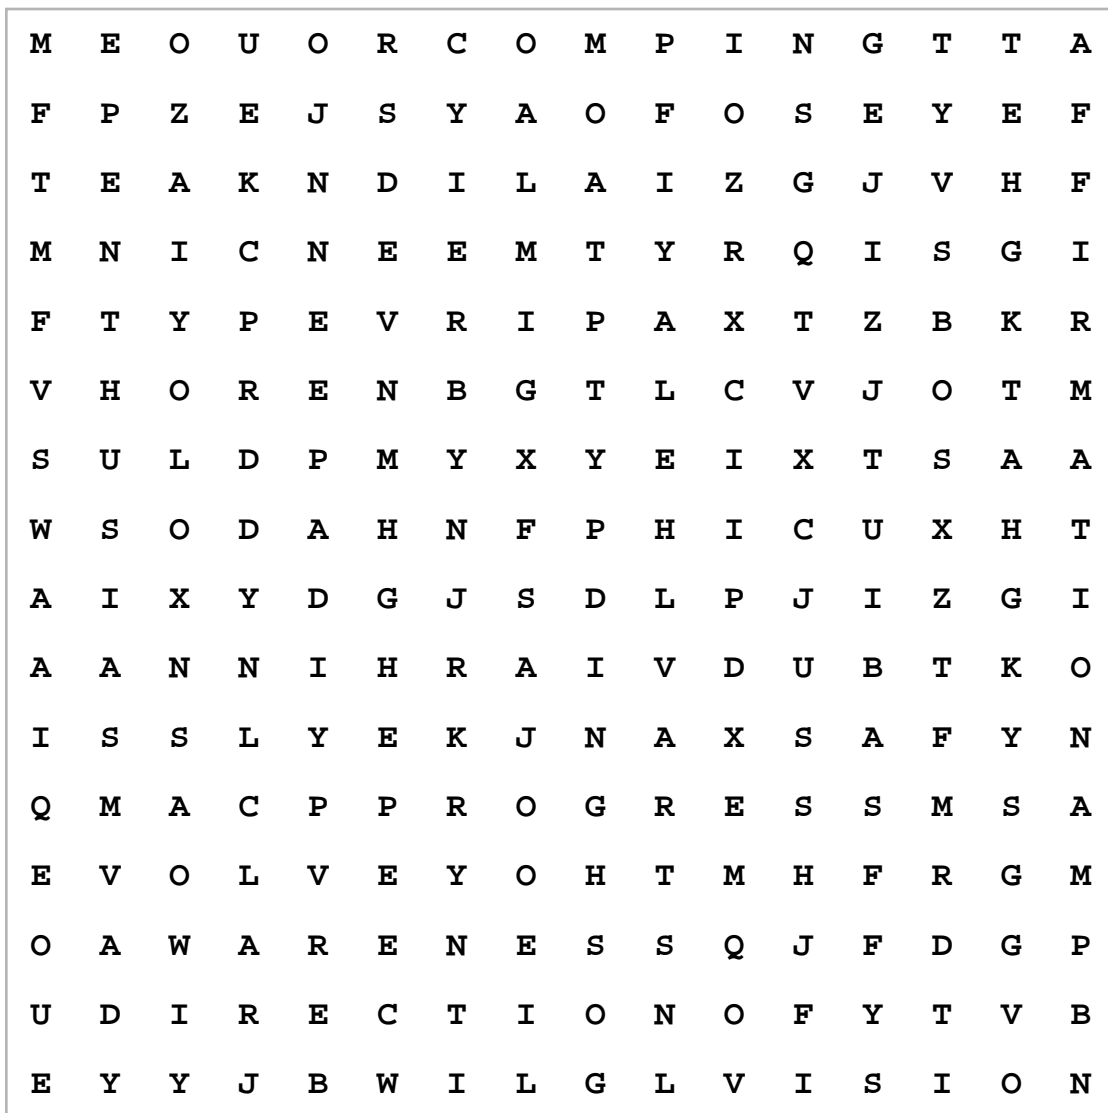 M E O U O R C O M P I N G T T A
F P Z E J S Y A O F O S E Y E F
T E A K N D I L A I Z G J V H F
M N I C N E E M T Y R Q I S G I
F T Y P E V R I P A X T Z B K R
V H O R E N B G T L C V J O T M
S U L D P M Y X Y E I X T S A A
W S O D A H N F P H I C U X H T
A I X Y D G J S D L P J I Z G I
A A N N I H R A I V D U B T K O
I S S L Y E K J N A X S A F Y N
Q M A C P P R O G R E S S M S A
E V O L V E Y O H T M H F R G M
O A W A R E N E S S Q J F D G P
U D I R E C T I O N O F Y T V B
E Y Y J B W I L G L V I S I O N